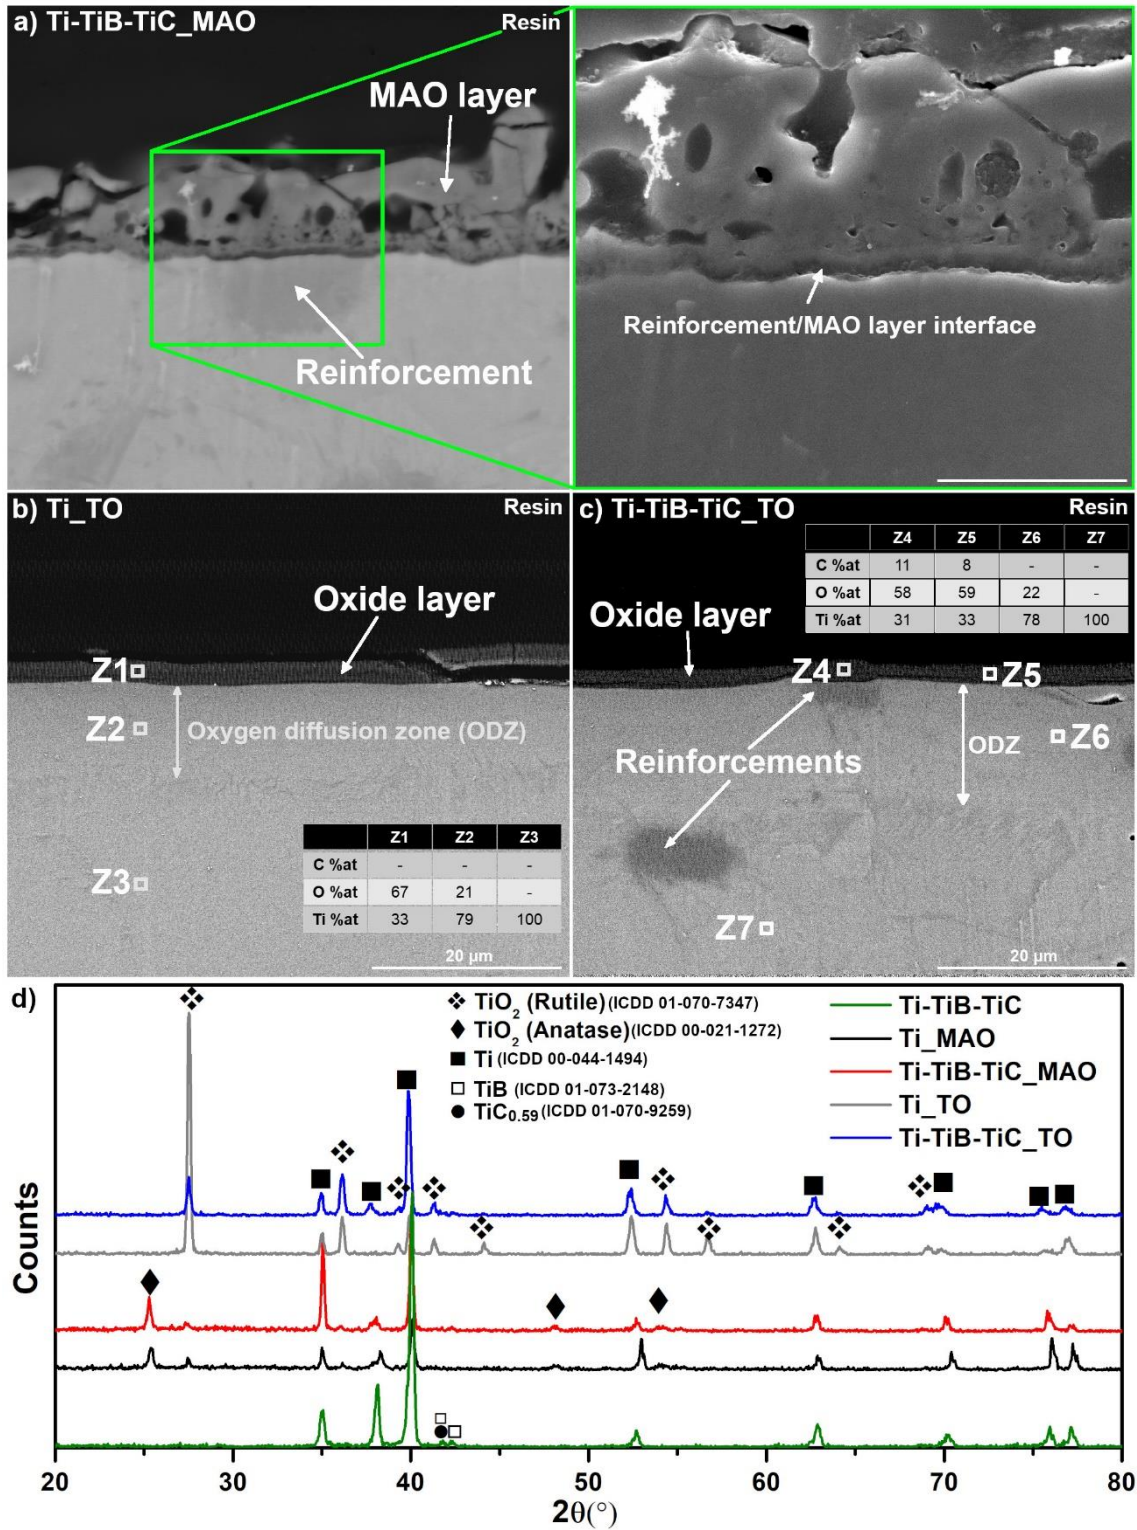 a) Ti-TiB-TiC_MAO
Resin
MAO layer
Reinforcement
Reinforcement/MAO layer interface
b) Ti_TO
Resin
Oxide layer
Z1
Z2
Oxygen diffusion zone (ODZ)
Z3
Z1 Z2 Z3
C %at - - -
O %at 67 21 -
Ti %at 33 79 100
20 µm
c) Ti-TiB-TiC_TO
Resin
Z4 Z5 Z6 Z7
C %at 11 8 - -
O %at 58 59 22 -
Ti %at 31 33 78 100
Oxide layer
Z4
Z5
Z6
ODZ
Reinforcements
Z7
20 µm
d)
TiO2 (Rutile) (ICDD 01-070-7347)
TiO2 (Anatase) (ICDD 00-021-1272)
Ti (ICDD 00-044-1494)
TiB (ICDD 01-073-2148)
TiC0.59 (ICDD 01-070-9259)
Ti-TiB-TiC
Ti_MAO
Ti-TiB-TiC_MAO
Ti_TO
Ti-TiB-TiC_TO
Counts
20 30 40 50 60 70 80
2θ(°)